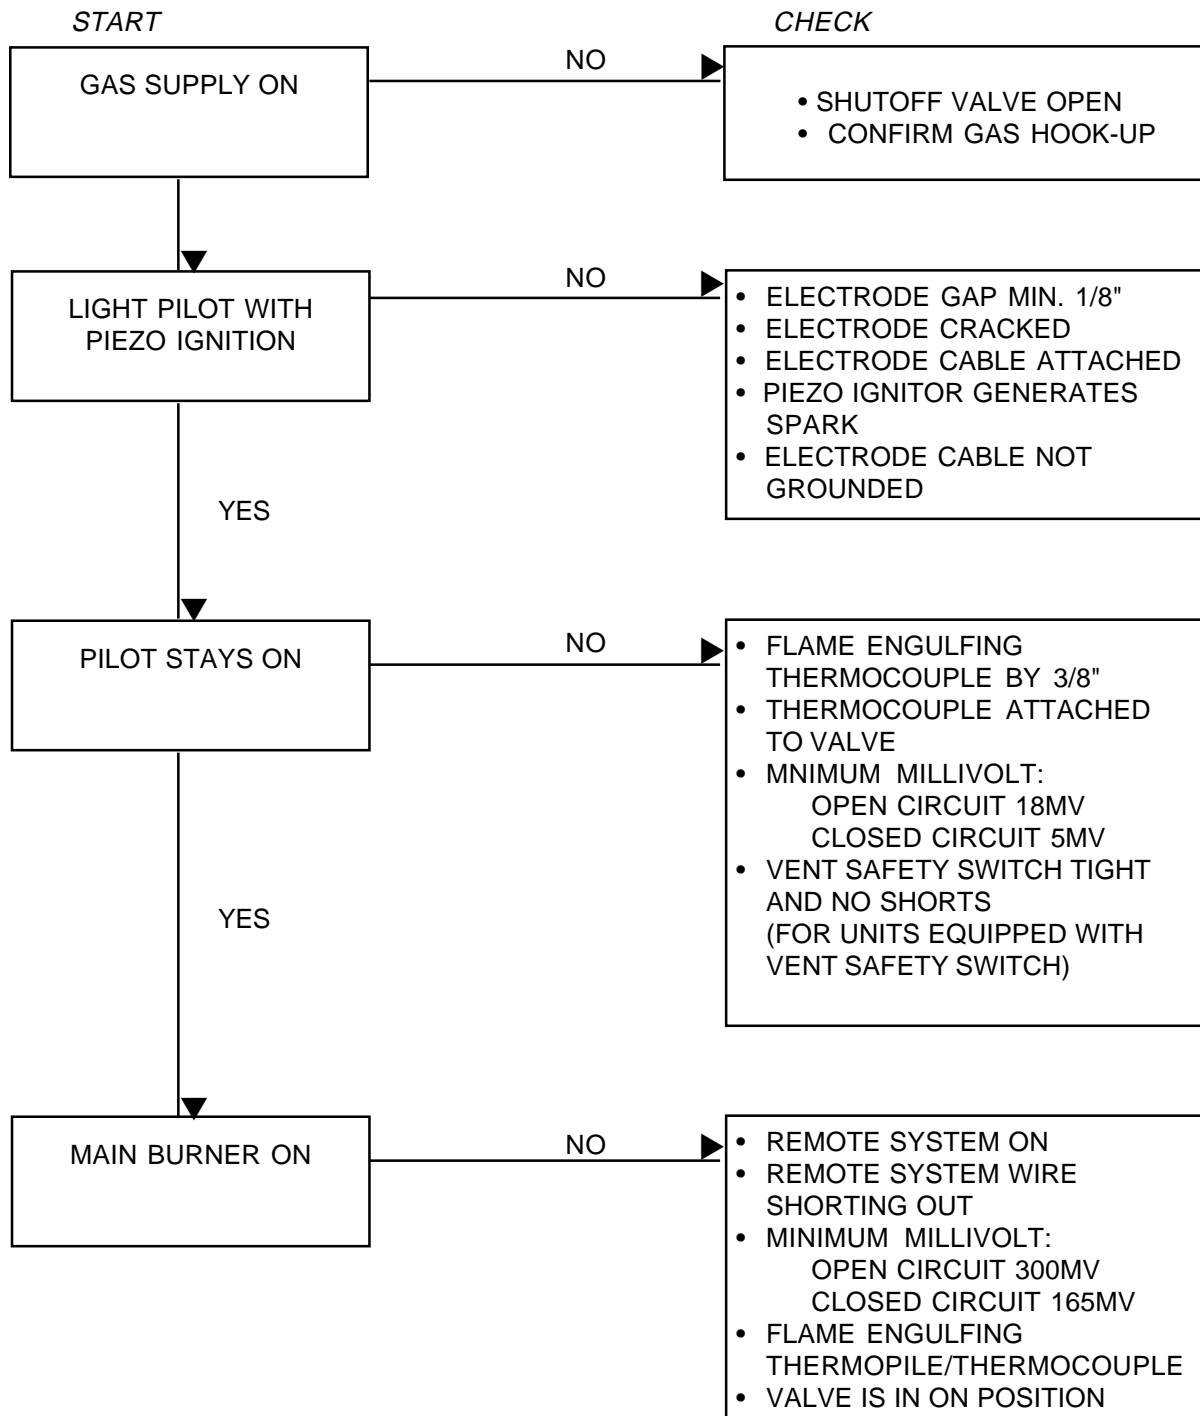 START
CHECK
GAS SUPPLY ON
NO
• SHUTOFF VALVE OPEN
• CONFIRM GAS HOOK-UP
LIGHT PILOT WITH
PIEZO IGNITION
NO
• ELECTRODE GAP MIN. 1/8"
• ELECTRODE CRACKED
• ELECTRODE CABLE ATTACHED
• PIEZO IGNITOR GENERATES
SPARK
• ELECTRODE CABLE NOT
GROUNDED
YES
PILOT STAYS ON
NO
• FLAME ENGULFING
THERMOCOUPLE BY 3/8"
• THERMOCOUPLE ATTACHED
TO VALVE
• MNIMUM MILLIVOLT:
OPEN CIRCUIT 18MV
CLOSED CIRCUIT 5MV
• VENT SAFETY SWITCH TIGHT
AND NO SHORTS
(FOR UNITS EQUIPPED WITH
VENT SAFETY SWITCH)
YES
MAIN BURNER ON
NO
• REMOTE SYSTEM ON
• REMOTE SYSTEM WIRE
SHORTING OUT
• MINIMUM MILLIVOLT:
OPEN CIRCUIT 300MV
CLOSED CIRCUIT 165MV
• FLAME ENGULFING
THERMOPILE/THERMOCOUPLE
• VALVE IS IN ON POSITION